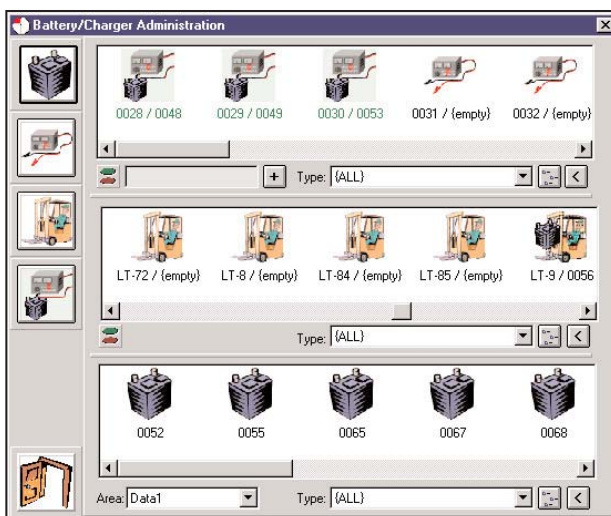 Battery/Charger Administration
0028 / 0048 0029 / 0049 0030 / 0053 0031 / {empty} 0032 / {empty}
+ Type: {ALL} <
LT-72 / {empty} LT-8 / {empty} LT-84 / {empty} LT-85 / {empty} LT-9 / 0056
Type: {ALL} <
0052 0055 0065 0067 0068
Area: Data1 Type: {ALL} <